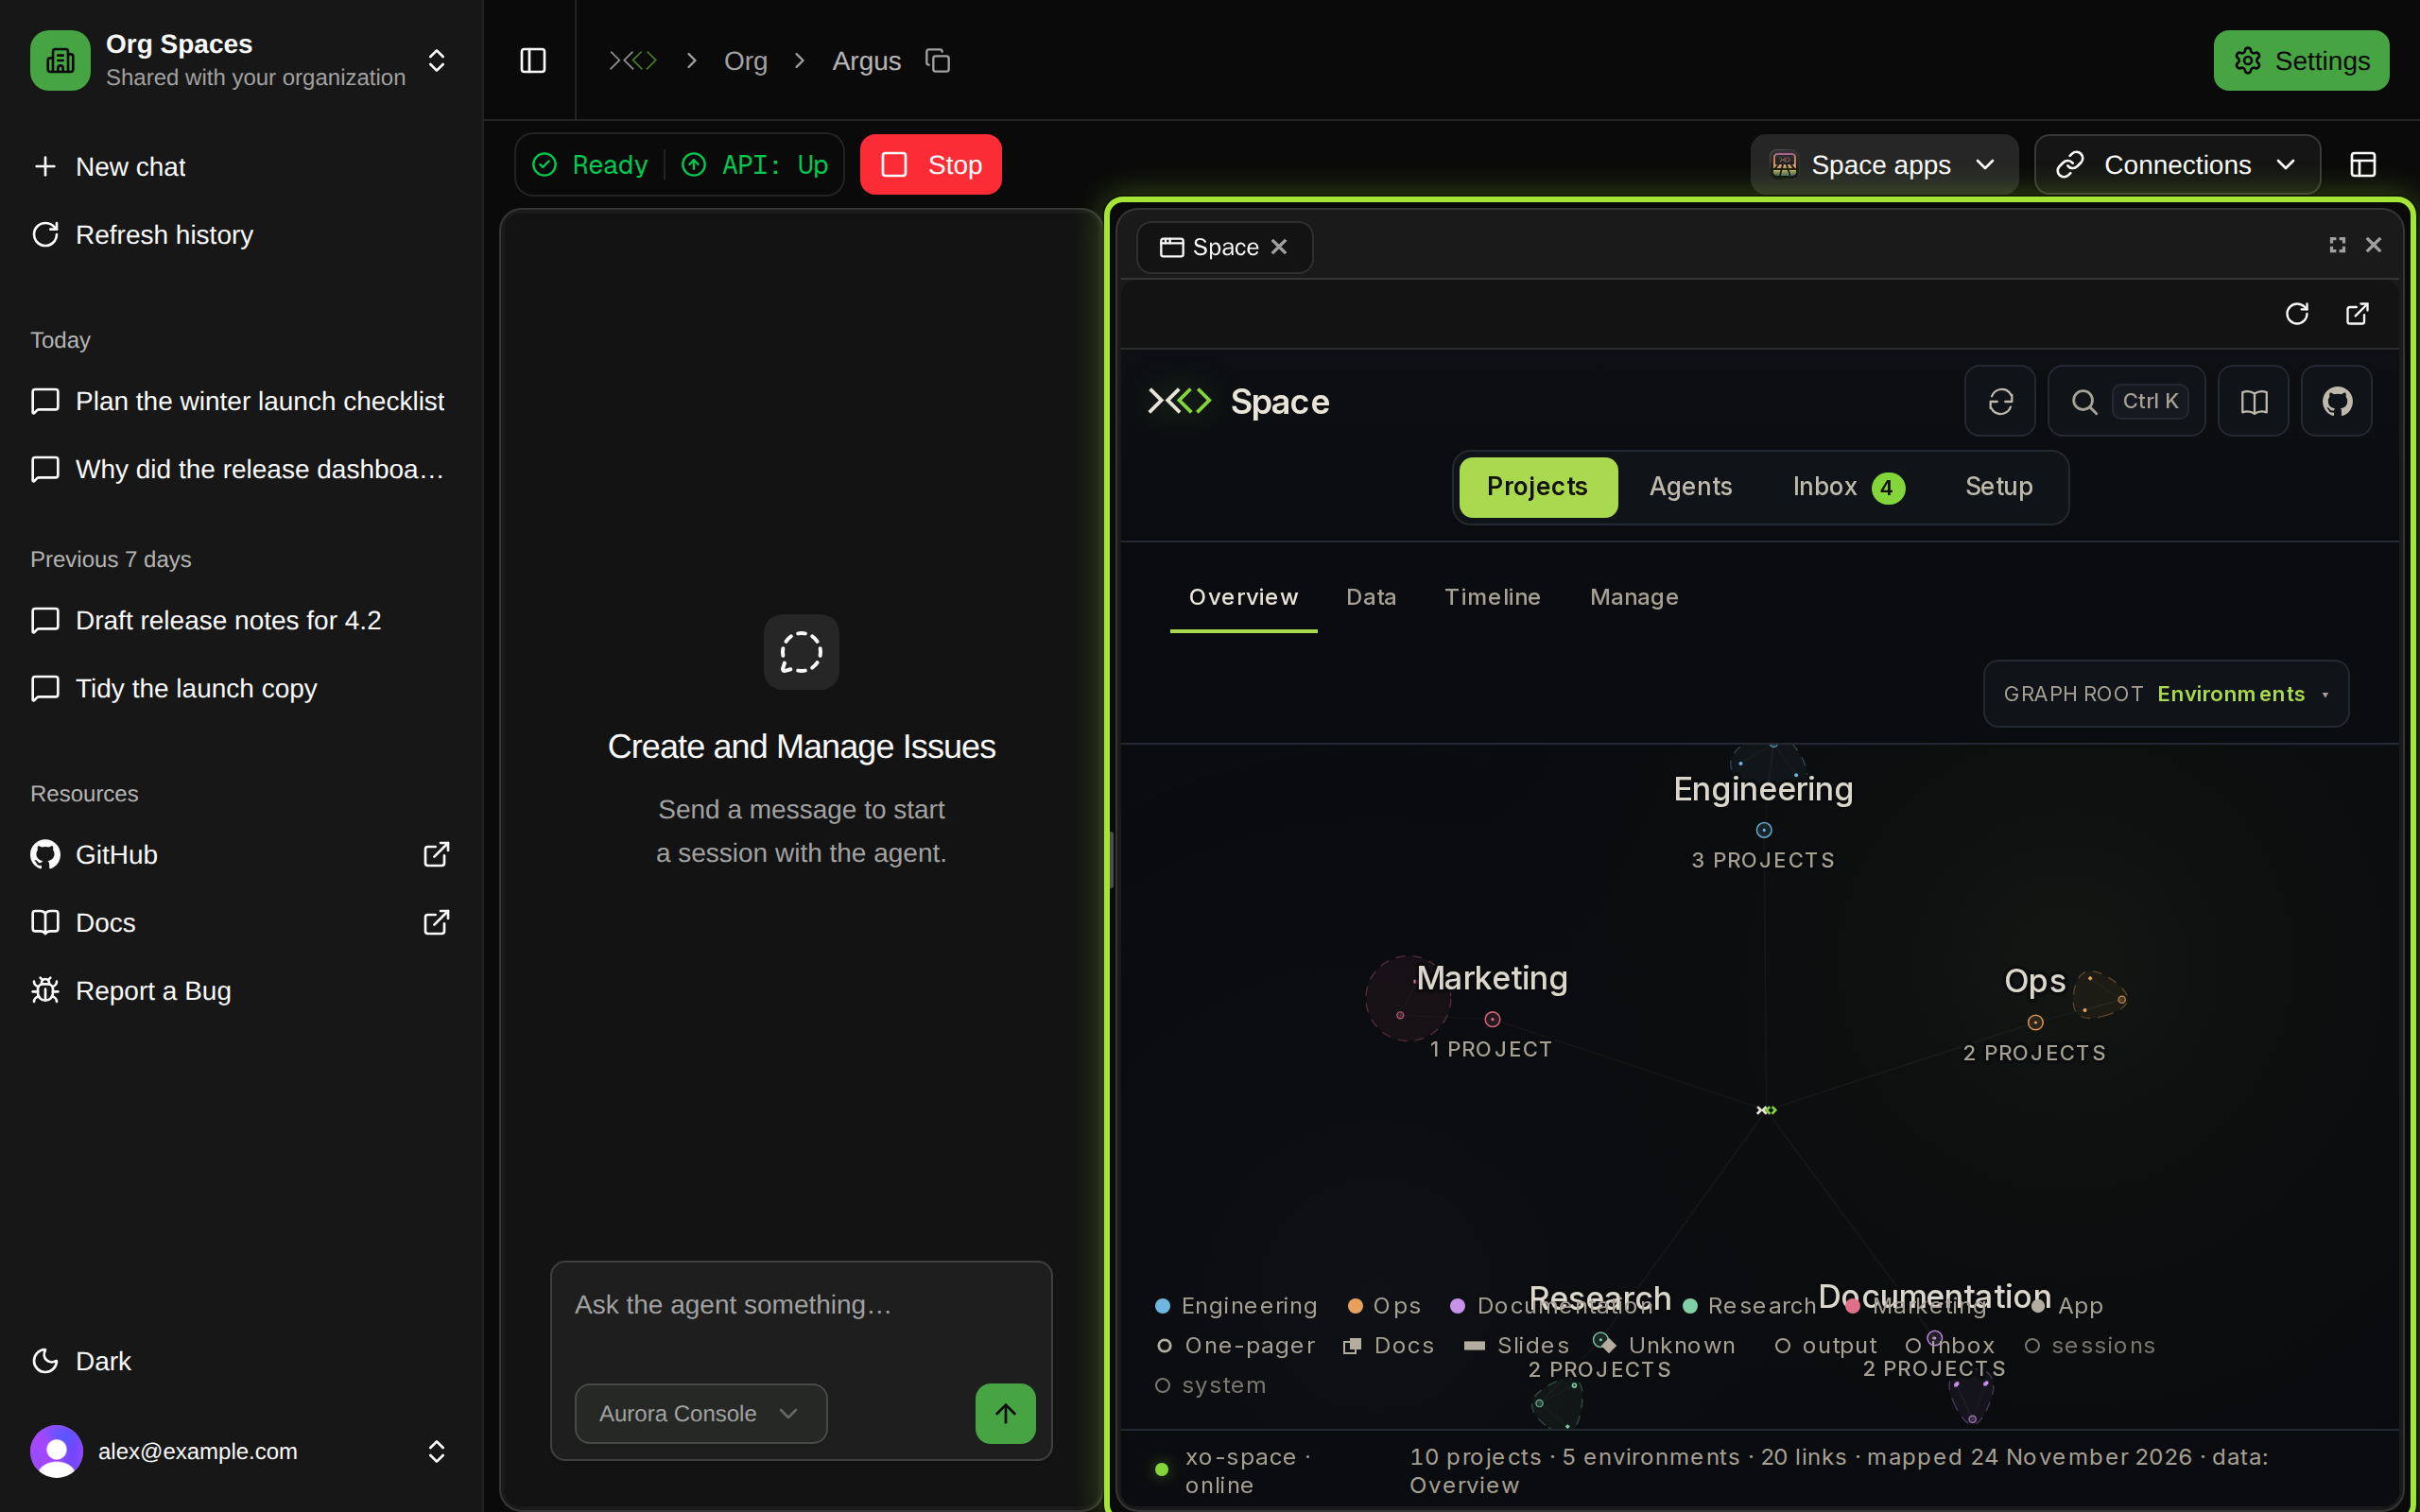 Org Spaces
Shared with your organization
New chat
Refresh history
Today
Plan the winter launch checklist
Why did the release dashboa…
Previous 7 days
Draft release notes for 4.2
Tidy the launch copy
Resources
GitHub
Docs
Report a Bug
Dark
alex@example.com
Org
Argus
Settings
Ready
API: Up
Stop
Space apps
Connections
Create and Manage Issues
Send a message to start
a session with the agent.
Ask the agent something…
Aurora Console
Space
Space
Ctrl K
Projects
Agents
Inbox 4
Setup
Overview
Data
Timeline
Manage
GRAPH ROOT Environments
Engineering
3 PROJECTS
Marketing
1 PROJECT
Ops
2 PROJECTS
Research
2 PROJECTS
Documentation
2 PROJECTS
Engineering
Ops
Documentation
Research
Marketing
App
One-pager
Docs
Slides
Unknown
output
inbox
sessions
system
xo-space ·
online
10 projects · 5 environments · 20 links · mapped 24 November 2026 · data:
Overview